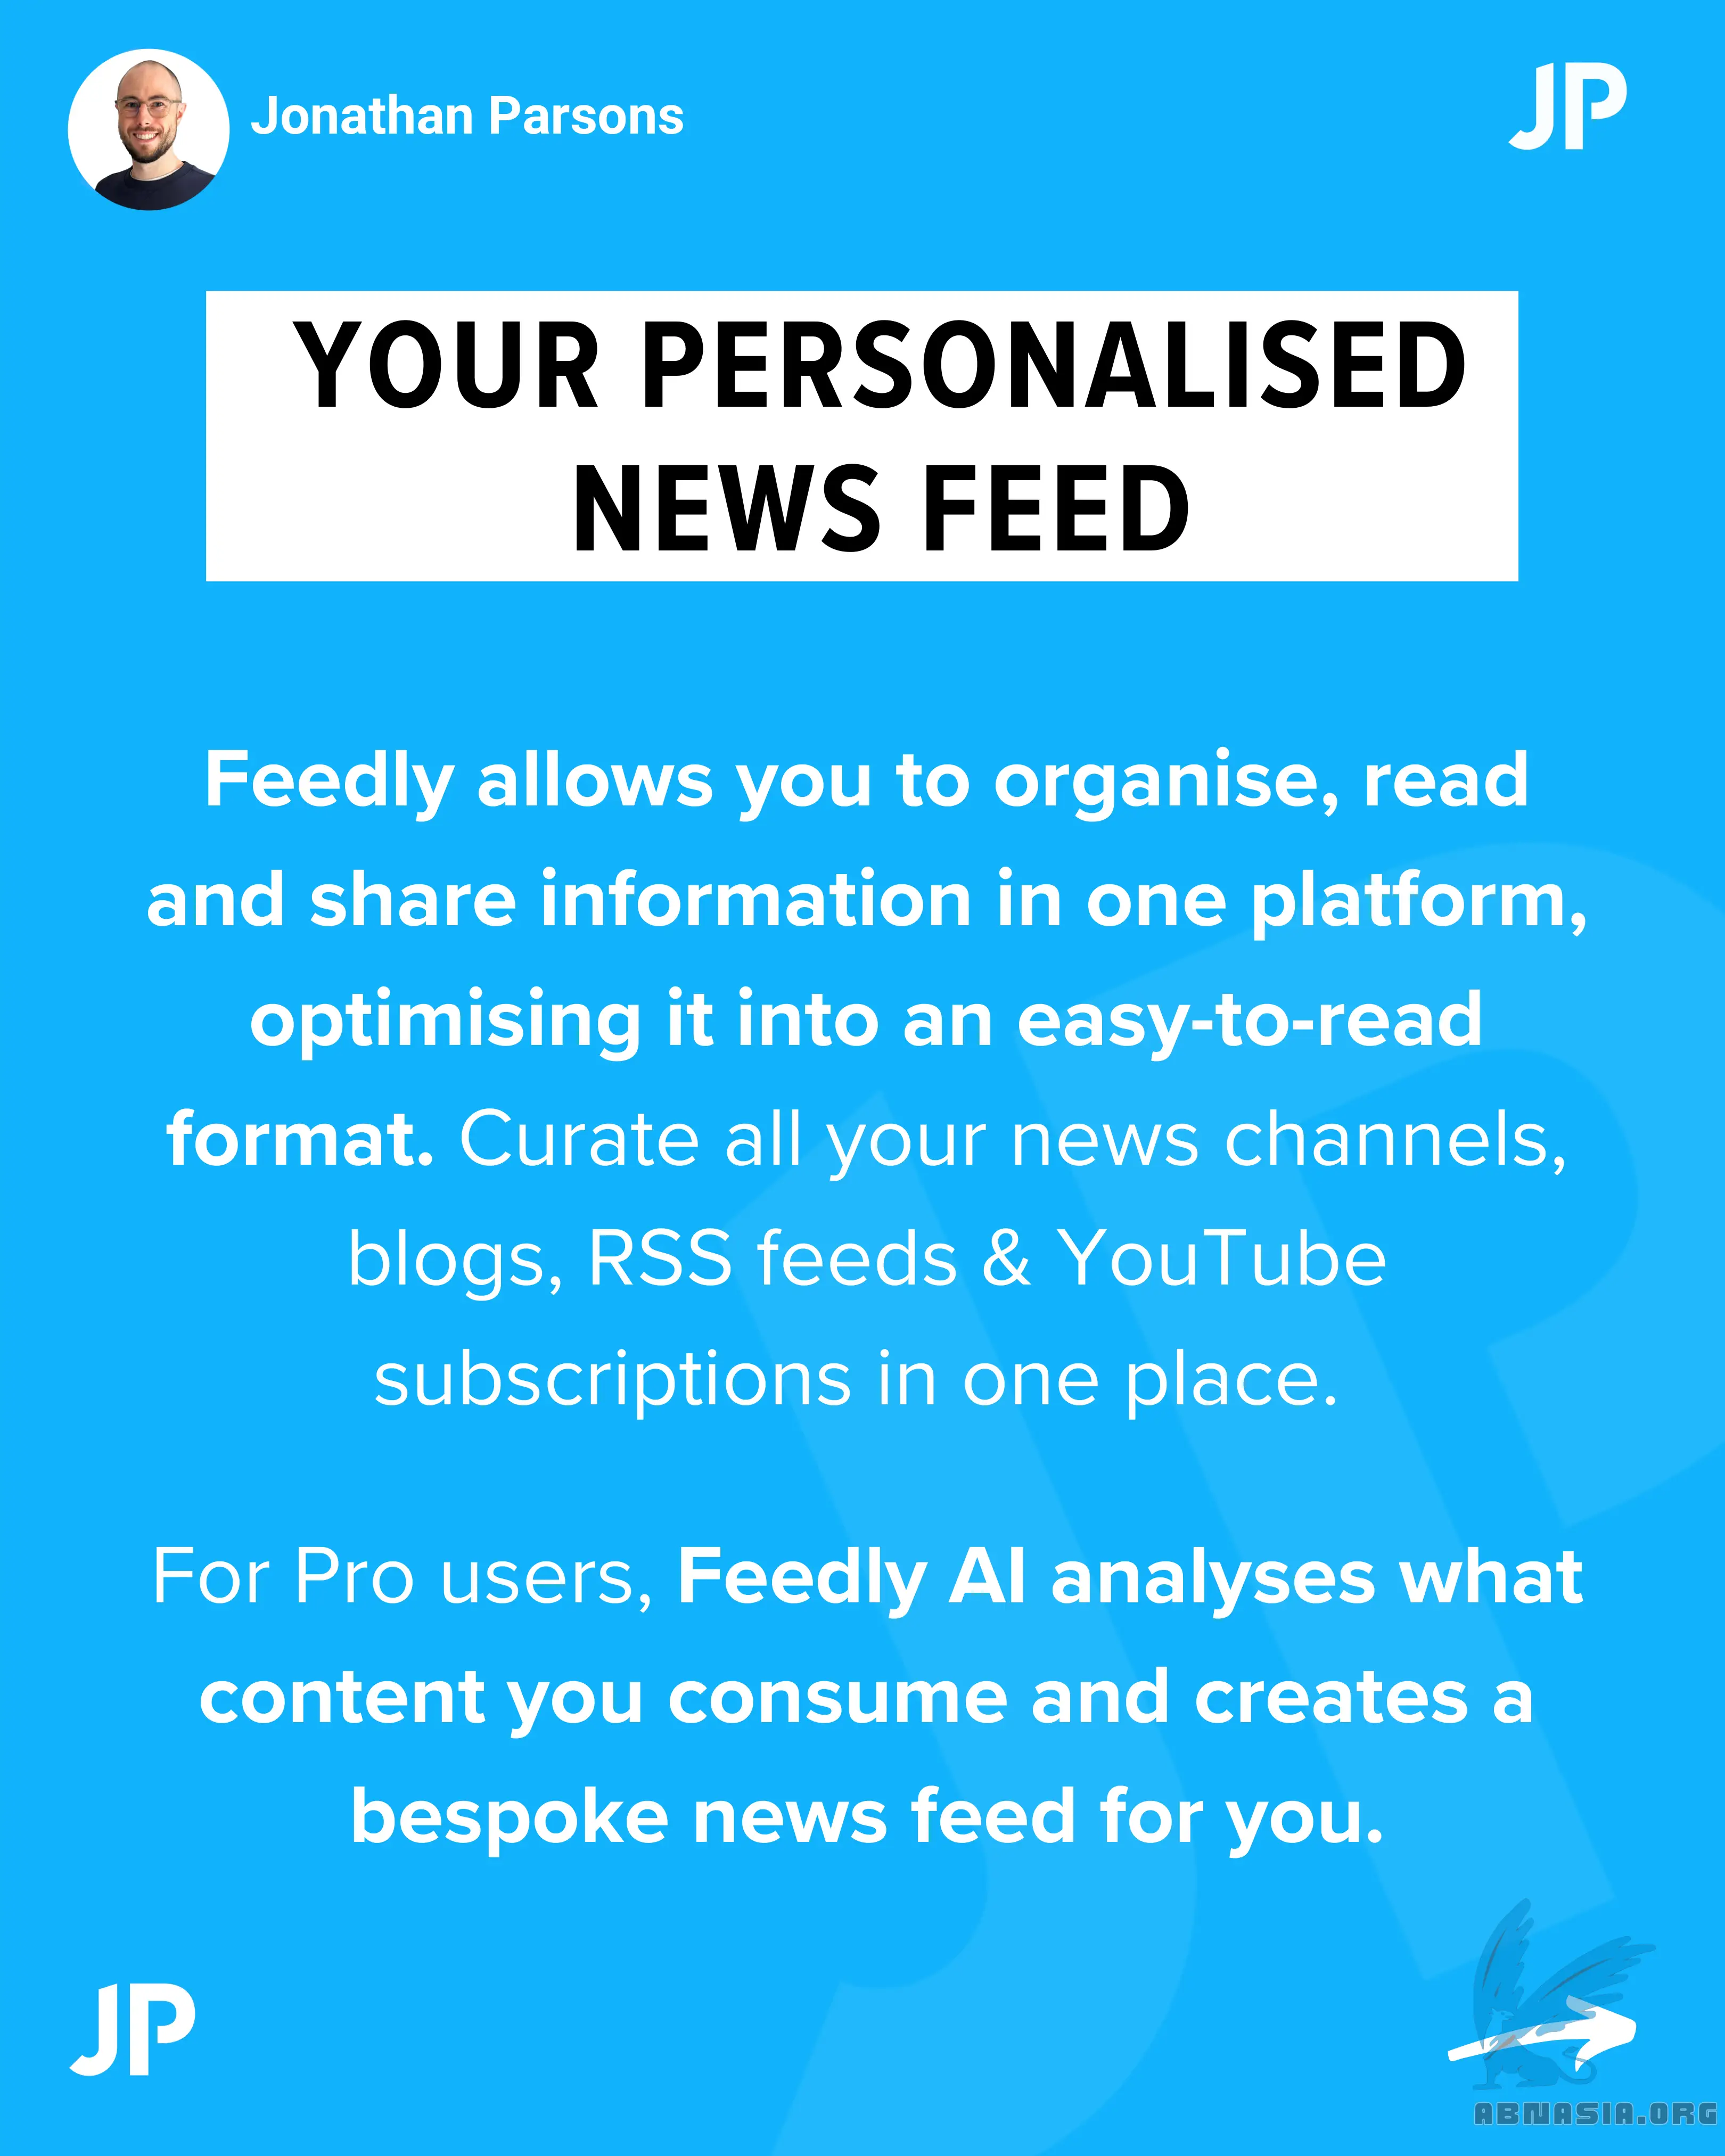 Jonathan Parsons
JP
YOUR PERSONALISED
NEWS FEED
Feedly allows you to organise, read
and share information in one platform,
optimising it into an easy-to-read
format. Curate all your news channels,
blogs, RSS feeds & YouTube
subscriptions in one place.
For Pro users, Feedly AI analyses what
content you consume and creates a
bespoke news feed for you.
JP
ABNASIA.ORG